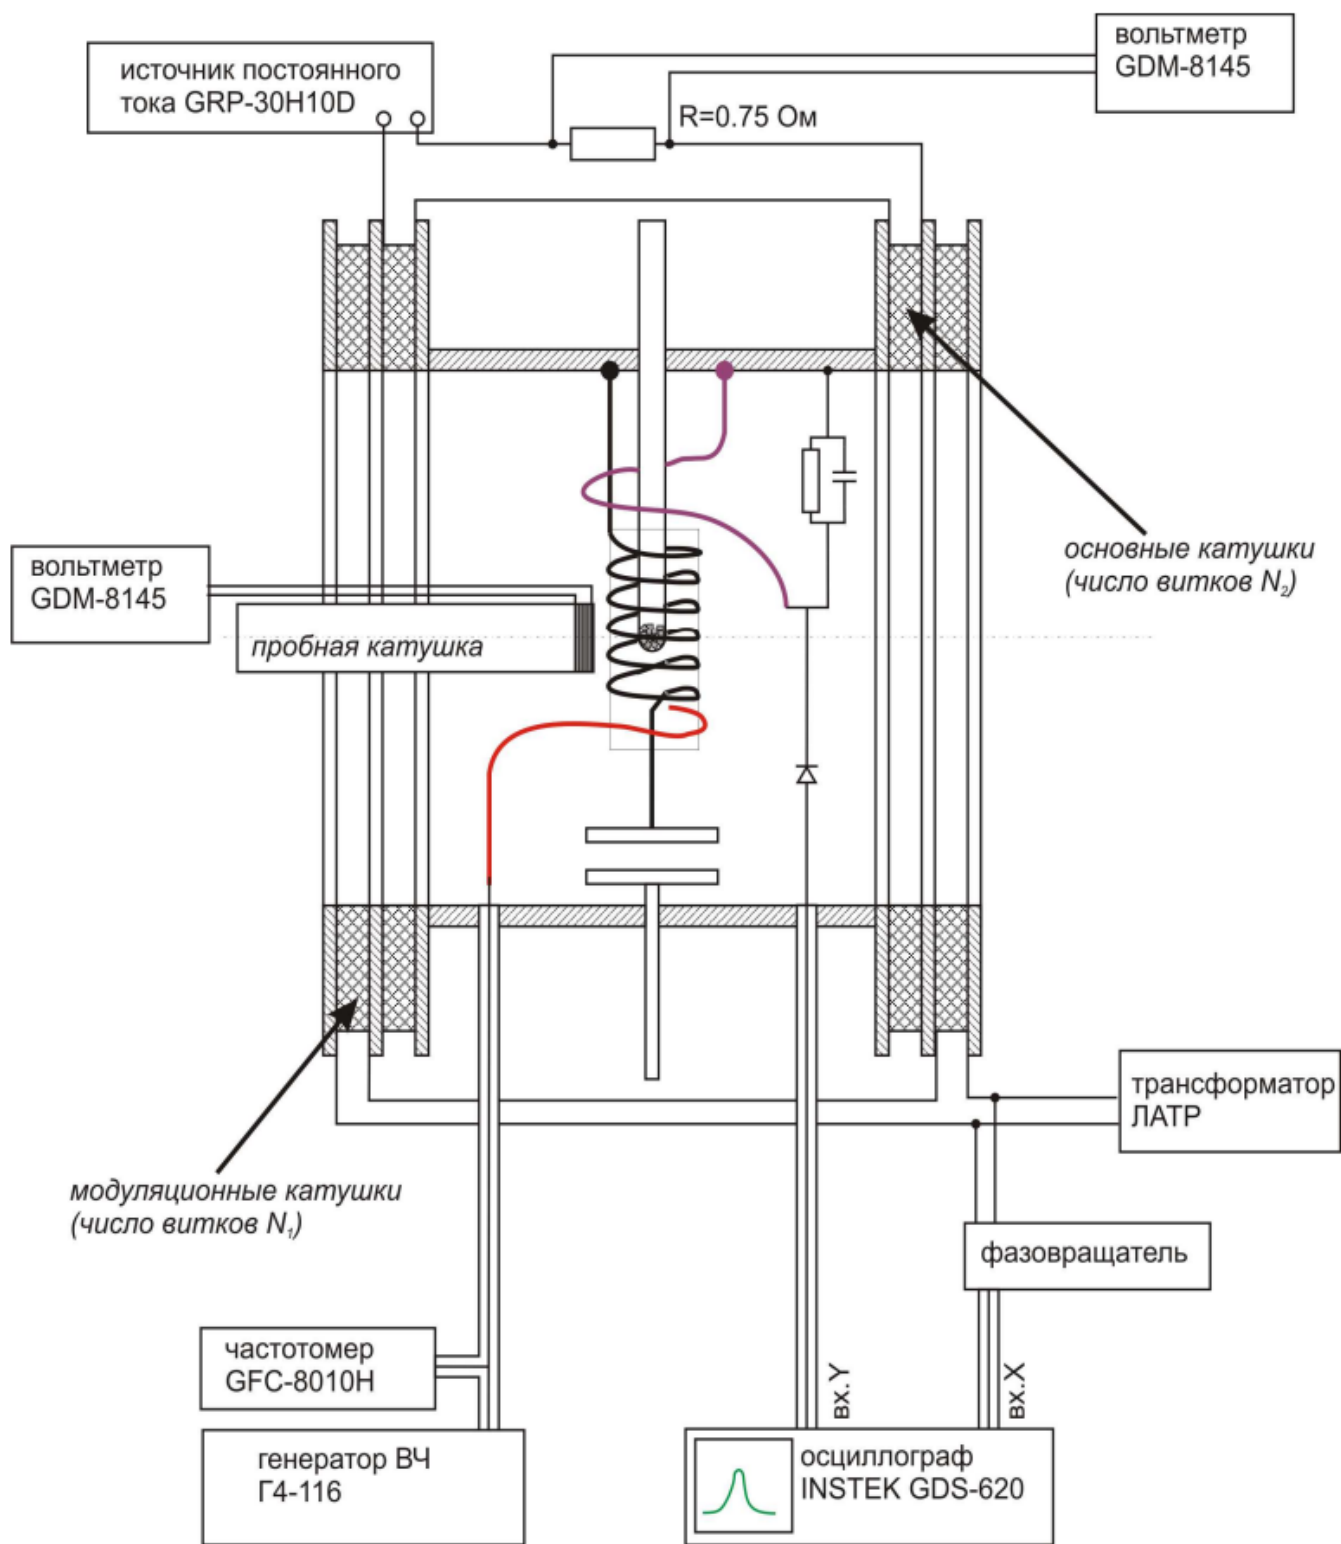 источник постоянного
тока GRP-30H10D
вольтметр
GDM-8145
R=0.75 Ом
основные катушки
(число витков N₂)
вольтметр
GDM-8145
пробная катушка
трансформатор
ЛАТР
модуляционные катушки
(число витков N₁)
фазовращатель
частотомер
GFC-8010H
вх.Y
вх.X
генератор ВЧ
Г4-116
осциллограф
INSTEK GDS-620